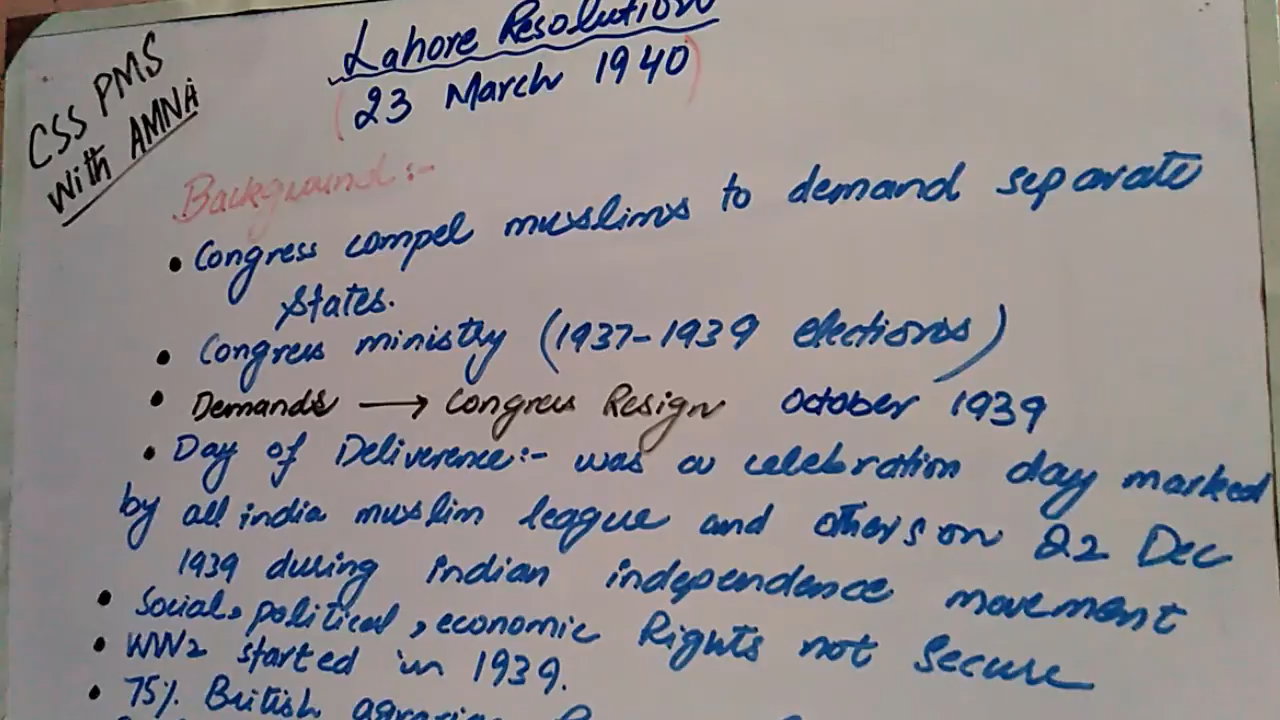 CSS PMS
With AMNA
Lahore Resolution
(23 March 1940)
Background:-
• Congress compel muslims to demand separate
states.
• Congress ministry (1937-1939 elections)
• Demands → Congress Resign October 1939
• Day of Deliverence:- was a celebration day marked
by all india muslim league and others on 22 Dec
1939 during indian independence movement
• Social, political, economic Rights not secure
• WW2 started in 1939.
• 75% British